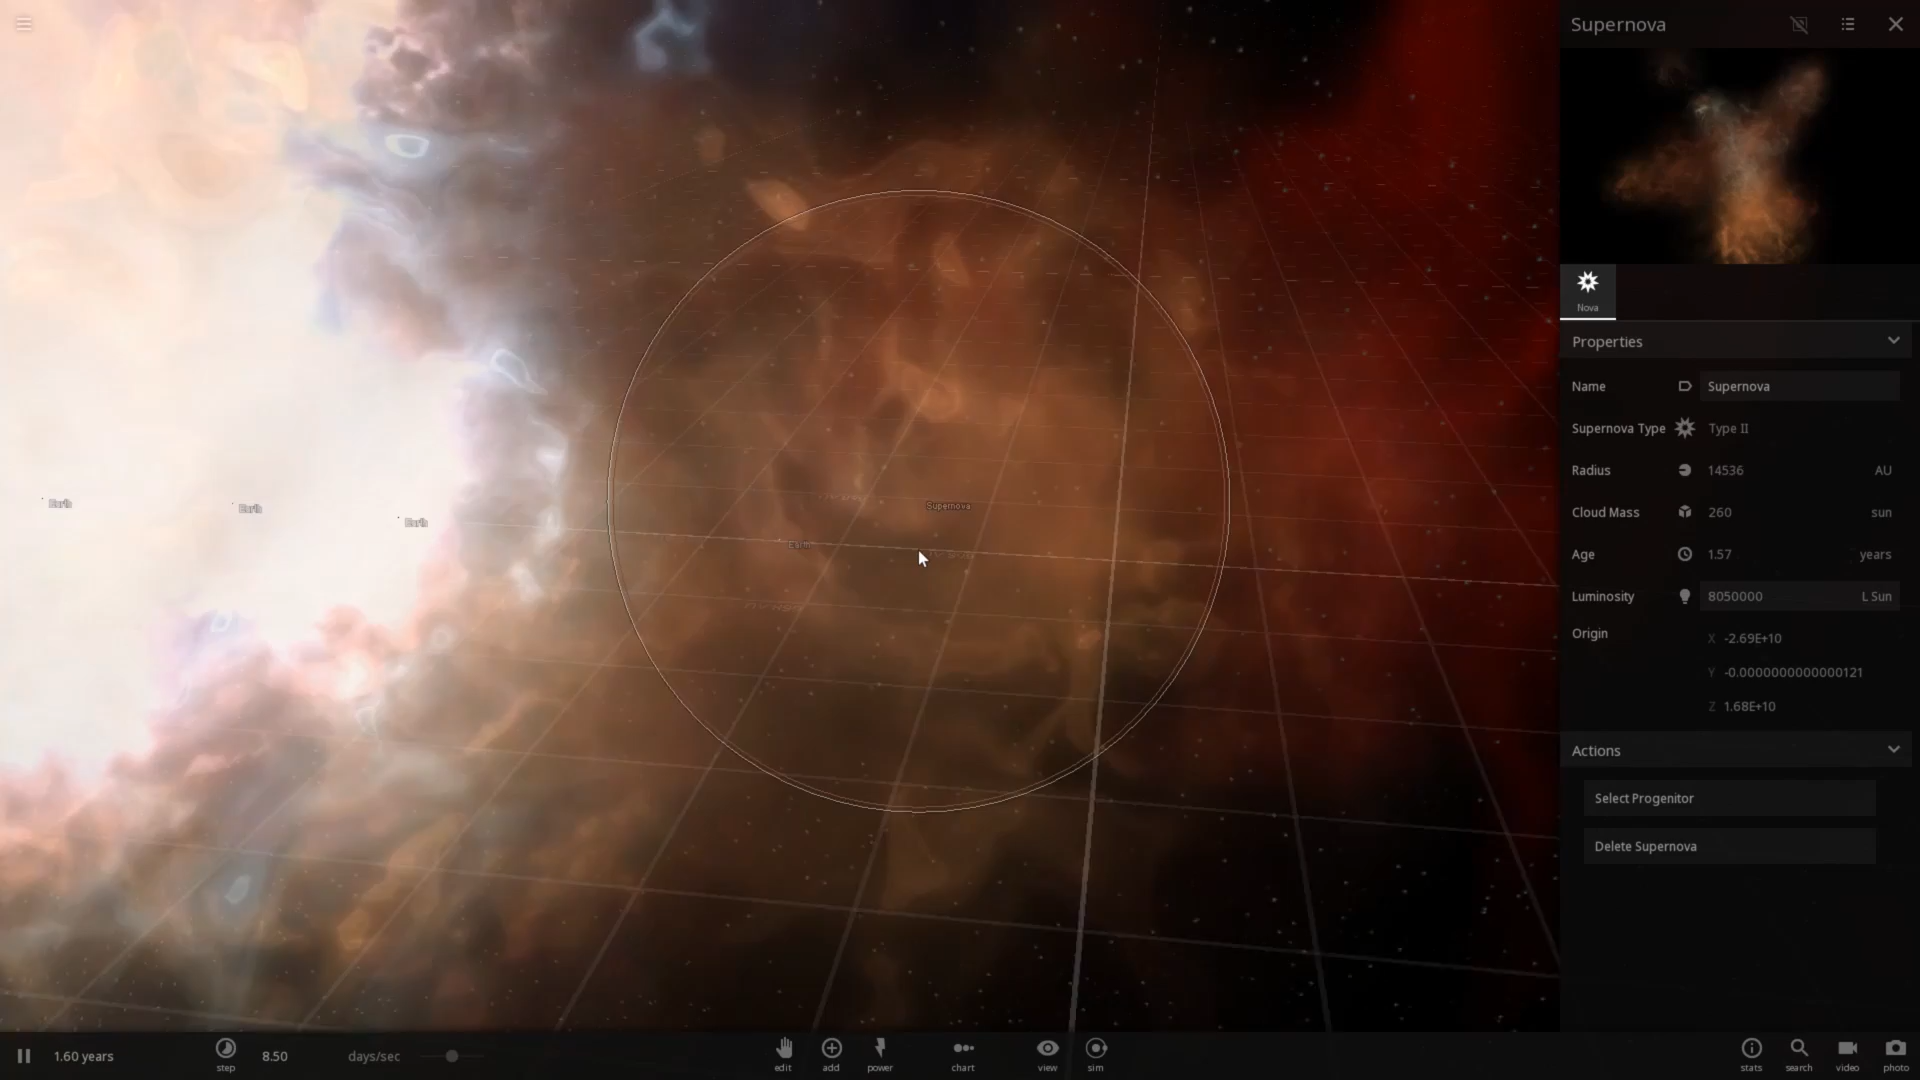 Supernova
Nova
Properties
Name Supernova
Supernova Type Type II
Radius 14536 AU
Cloud Mass 260 sun
Age 1.57 years
Luminosity 8050000 L Sun
Origin
X -2.69E+10
Y -0.0000000000000121
Z 1.68E+10
Actions
Select Progenitor
Delete Supernova
Earth
Earth
Earth
Supernova
Earth
1.60 years
step
8.50
days/sec
edit
add
power
chart
view
sim
stats
search
video
photo